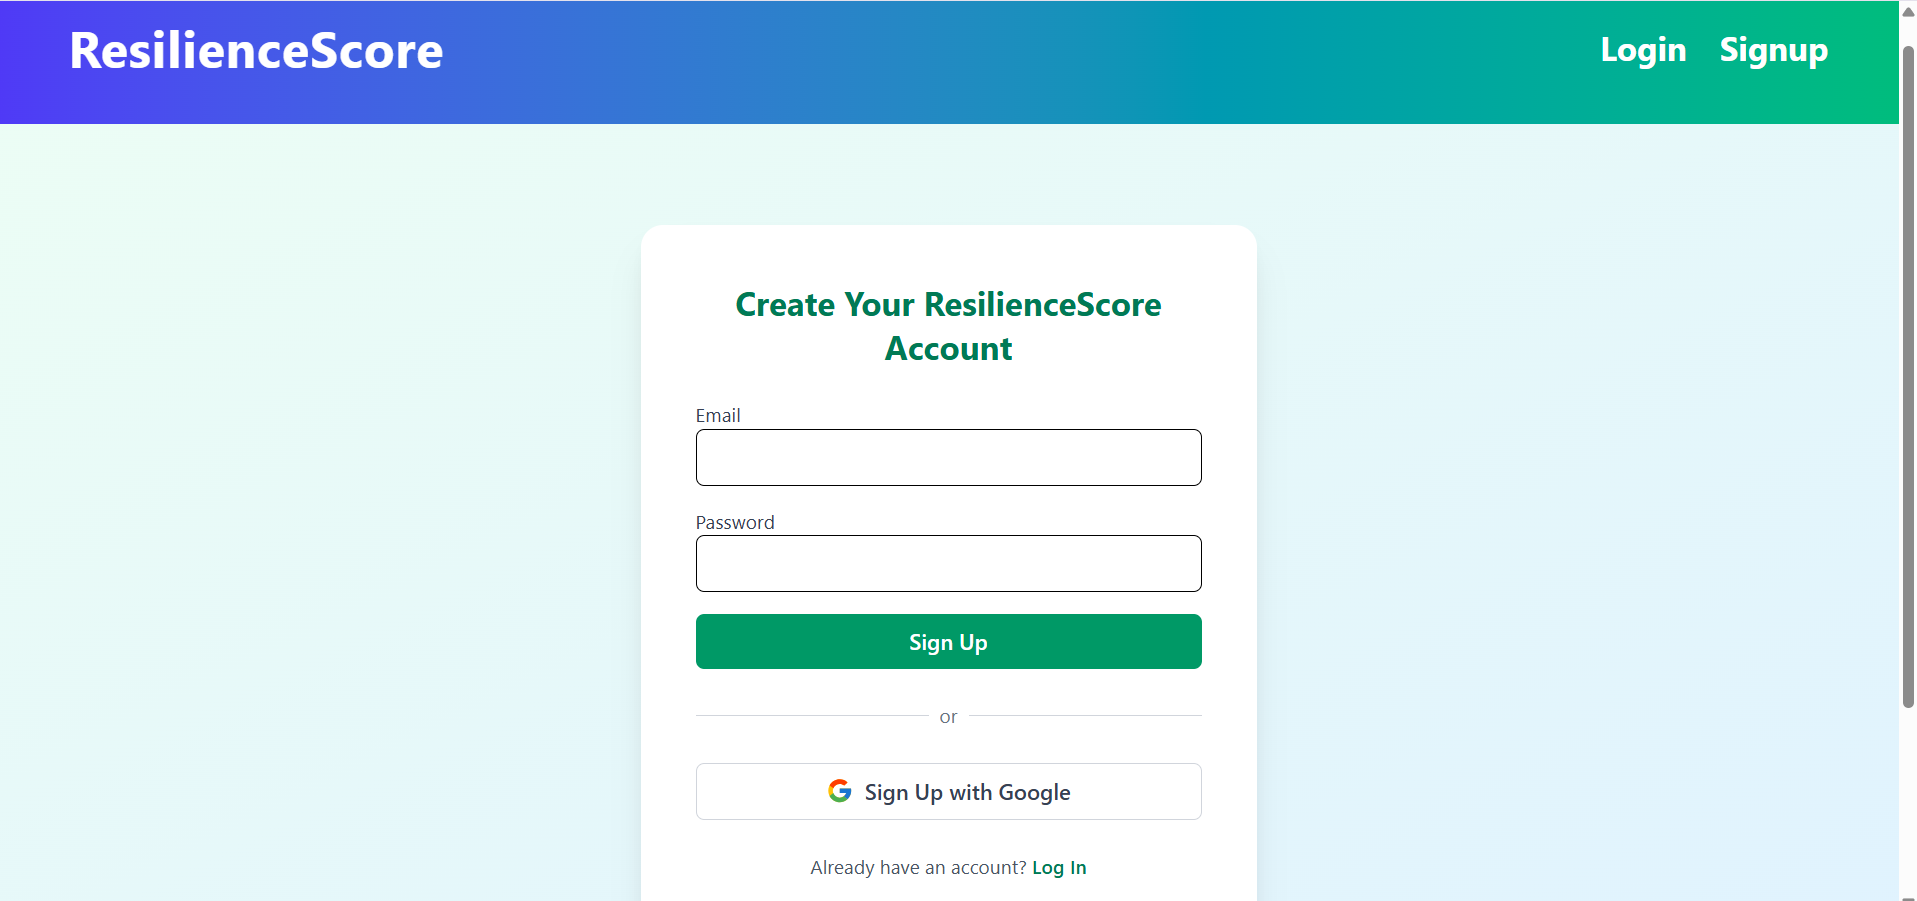 ResilienceScore
Login Signup
Create Your ResilienceScore
Account
Email
Password
Sign Up
or
Sign Up with Google
Already have an account? Log In